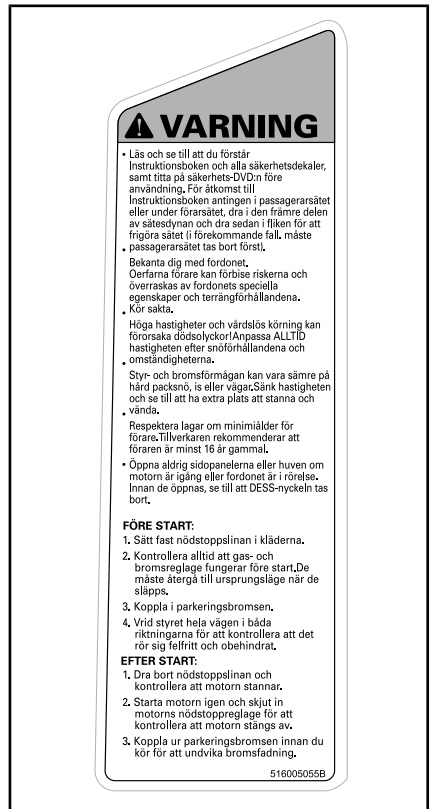 VARNING
• Läs och se till att du förstår
Instruktionsboken och alla säkerhetsdekaler,
samt titta på säkerhets-DVD:n före
användning. För åtkomst till
Instruktionsboken antingen i passagerarsätet
eller under förarsätet, dra i den främre delen
av sätesdynan och dra sedan i fliken för att
frigöra sätet (i förekommande fall. måste
• passagerarsätet tas bort först).
Bekanta dig med fordonet.
Oerfarna förare kan förbise riskerna och
överraskas av fordonets speciella
egenskaper och terrängförhållandena.
• Kör sakta.
Höga hastigheter och vårdslös körning kan
förorsaka dödsolyckor!Anpassa ALLTID
hastigheten efter snöförhållandena och
• omständigheterna.
Styr- och bromsförmågan kan vara sämre på
hård packsnö, is eller vägar.Sänk hastigheten
och se till att ha extra plats att stanna och
• vända.
Respektera lagar om minimiålder för
förare.Tillverkaren rekommenderar att
föraren är minst 16 år gammal.
• Öppna aldrig sidopanelerna eller huven om
motorn är igång eller fordonet är i rörelse.
Innan de öppnas, se till att DESS-nyckeln tas
bort.
FÖRE START:
1. Sätt fast nödstoppslinan i kläderna.
2. Kontrollera alltid att gas- och
bromsreglage fungerar före start.De
måste återgå till ursprungsläge när de
släpps.
3. Koppla i parkeringsbromsen.
4. Vrid styret hela vägen i båda
riktningarna för att kontrollera att det
rör sig felfritt och obehindrat.
EFTER START:
1. Dra bort nödstoppslinan och
kontrollera att motorn stannar.
2. Starta motorn igen och skjut in
motorns nödstoppreglage för att
kontrollera att motorn stängs av.
3. Koppla ur parkeringsbromsen innan du
kör för att undvika bromsfadning.
516005055B